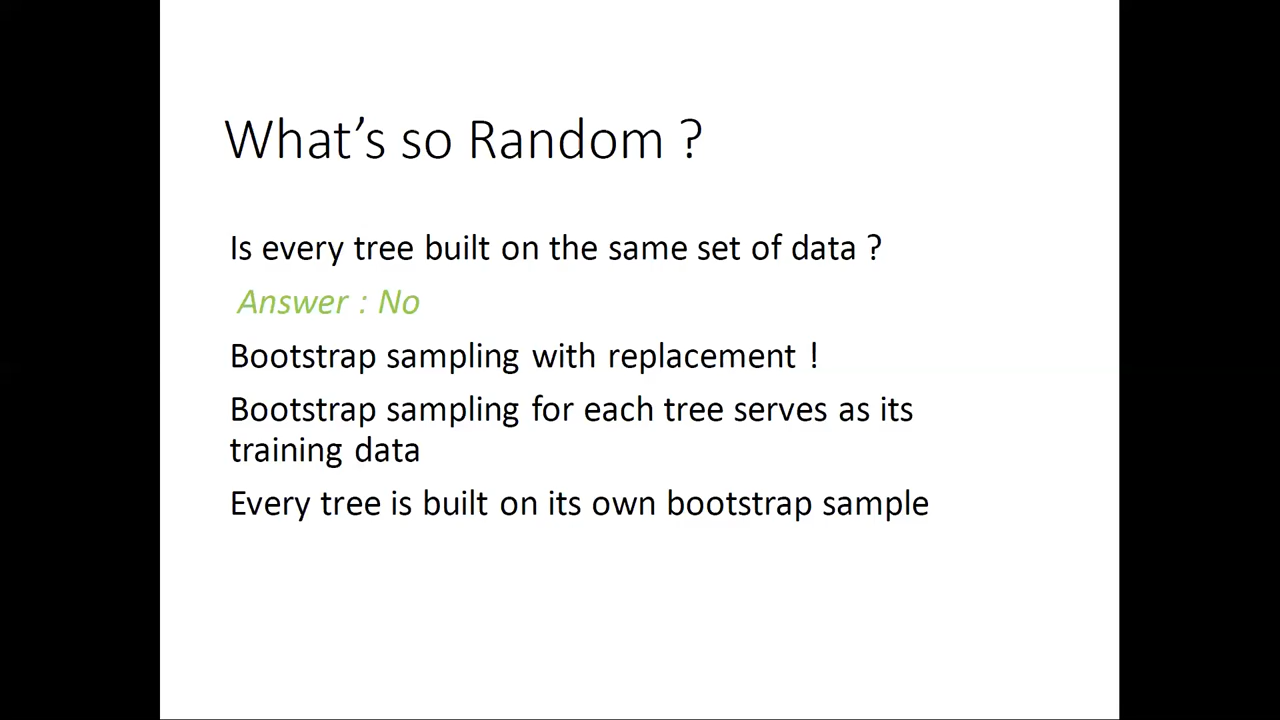 What’s so Random ?
Is every tree built on the same set of data ?
Answer : No
Bootstrap sampling with replacement !
Bootstrap sampling for each tree serves as its
training data
Every tree is built on its own bootstrap sample